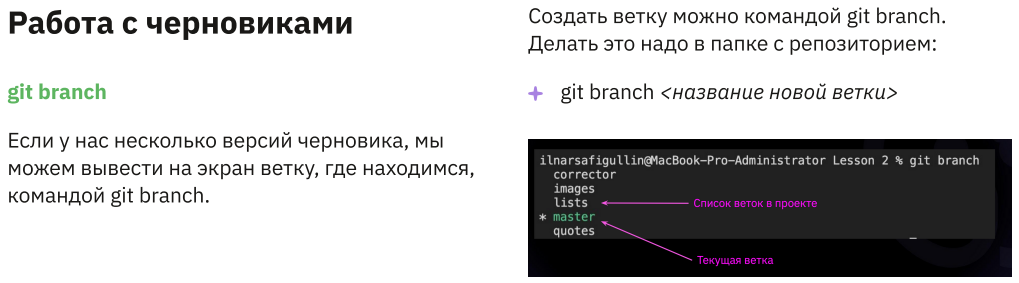 Работа с черновиками
git branch
Если у нас несколько версий черновика, мы
можем вывести на экран ветку, где находимся,
командой git branch.
Создать ветку можно командой git branch.
Делать это надо в папке с репозиторием:
git branch <название новой ветки>
ilnarsafigullin@MacBook-Pro-Administrator Lesson 2 % git branch
corrector
images
lists
Список веток в проекте
* master
quotes
Текущая ветка